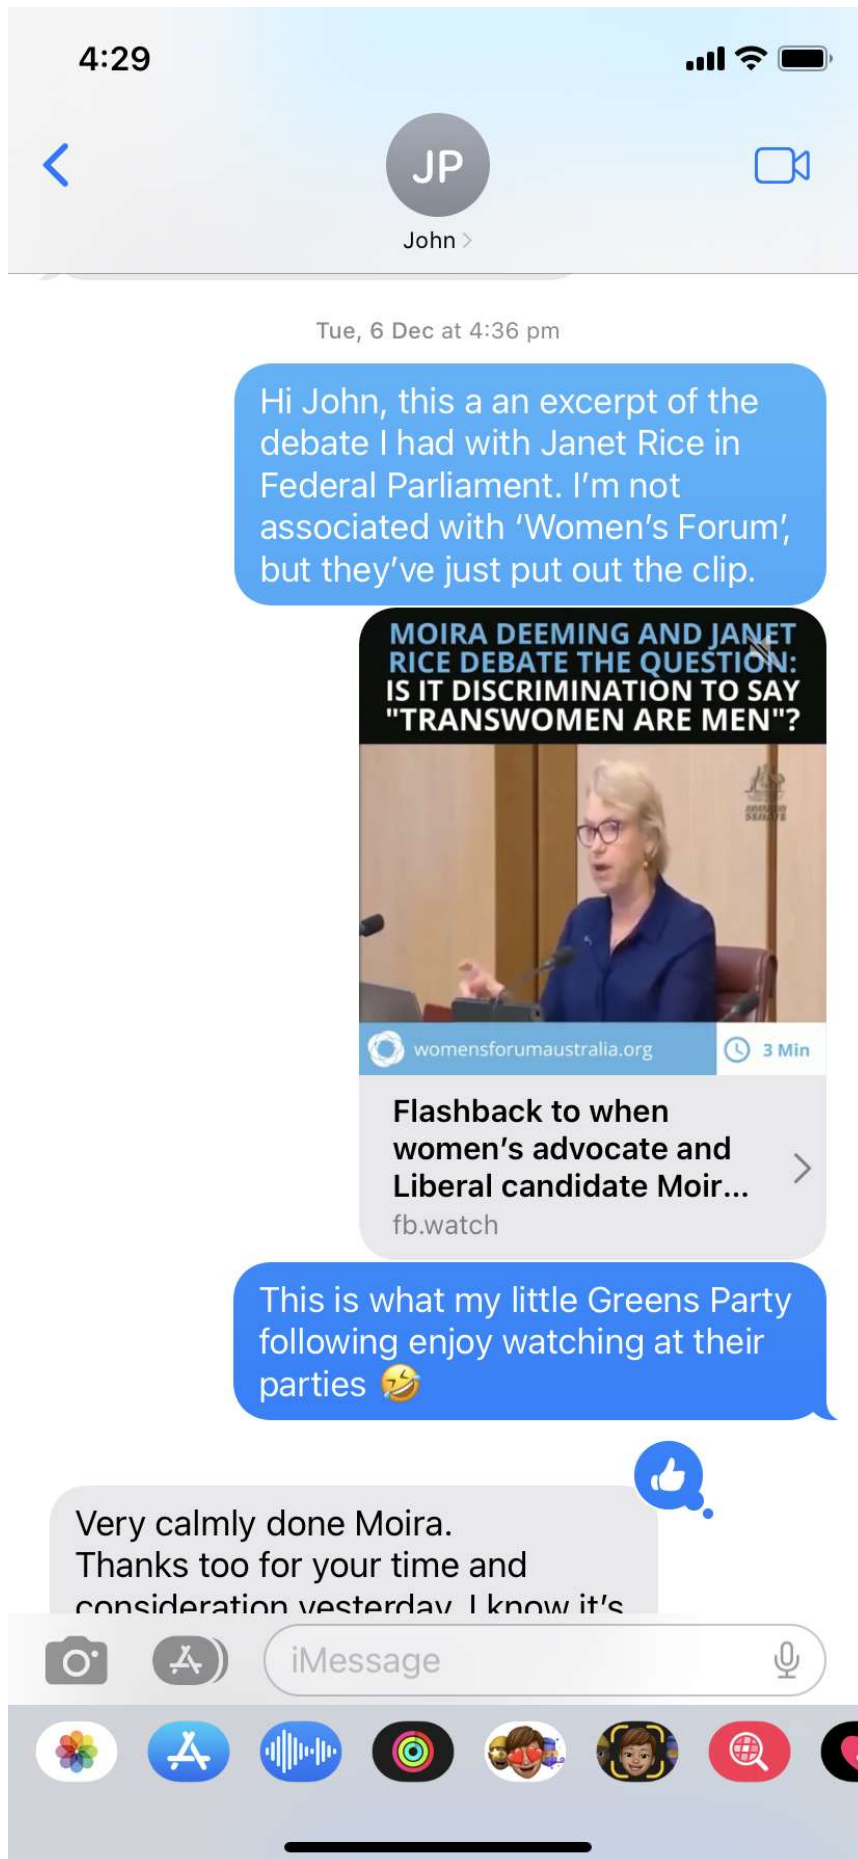 4:29
JP
John >
Tue, 6 Dec at 4:36 pm
Hi John, this a an excerpt of the
debate I had with Janet Rice in
Federal Parliament. I’m not
associated with ‘Women’s Forum’,
but they’ve just put out the clip.
MOIRA DEEMING AND JANET
RICE DEBATE THE QUESTION:
IS IT DISCRIMINATION TO SAY
"TRANSWOMEN ARE MEN"?
womensforumaustralia.org
3 Min
Flashback to when
women’s advocate and
Liberal candidate Moir...
fb.watch
This is what my little Greens Party
following enjoy watching at their
parties 🤣
Very calmly done Moira.
Thanks too for your time and
consideration yesterday. I know it’s
iMessage